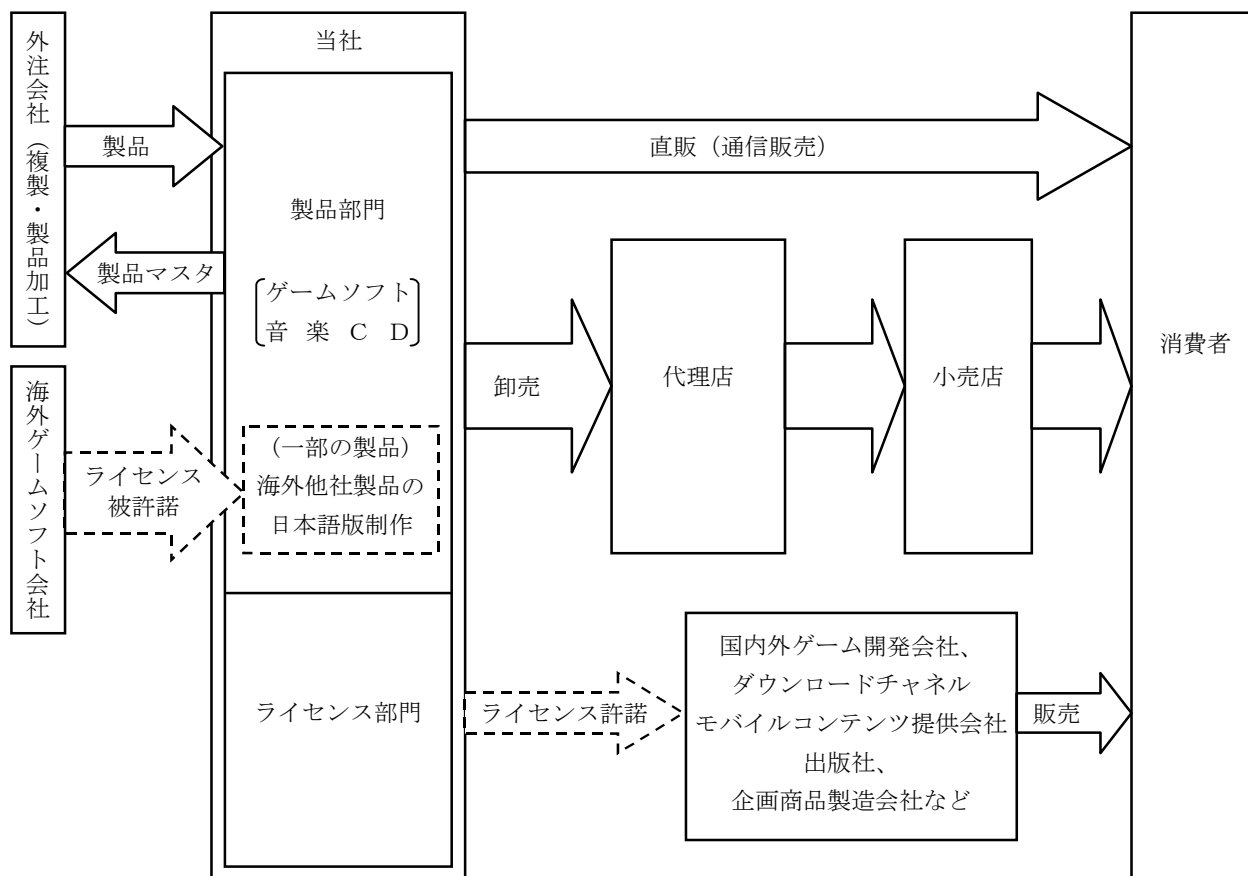 外注会社（複製・製品加工）
海外ゲームソフト会社
製品
製品マスタ
ライセンス
被許諾
当社
製品部門
ゲームソフト
音楽ＣＤ
（一部の製品）
海外他社製品の
日本語版制作
ライセンス部門
直販（通信販売）
卸売
代理店
小売店
ライセンス許諾
国内外ゲーム開発会社、
ダウンロードチャネル
モバイルコンテンツ提供会社
出版社、
企画商品製造会社など
販売
消費者